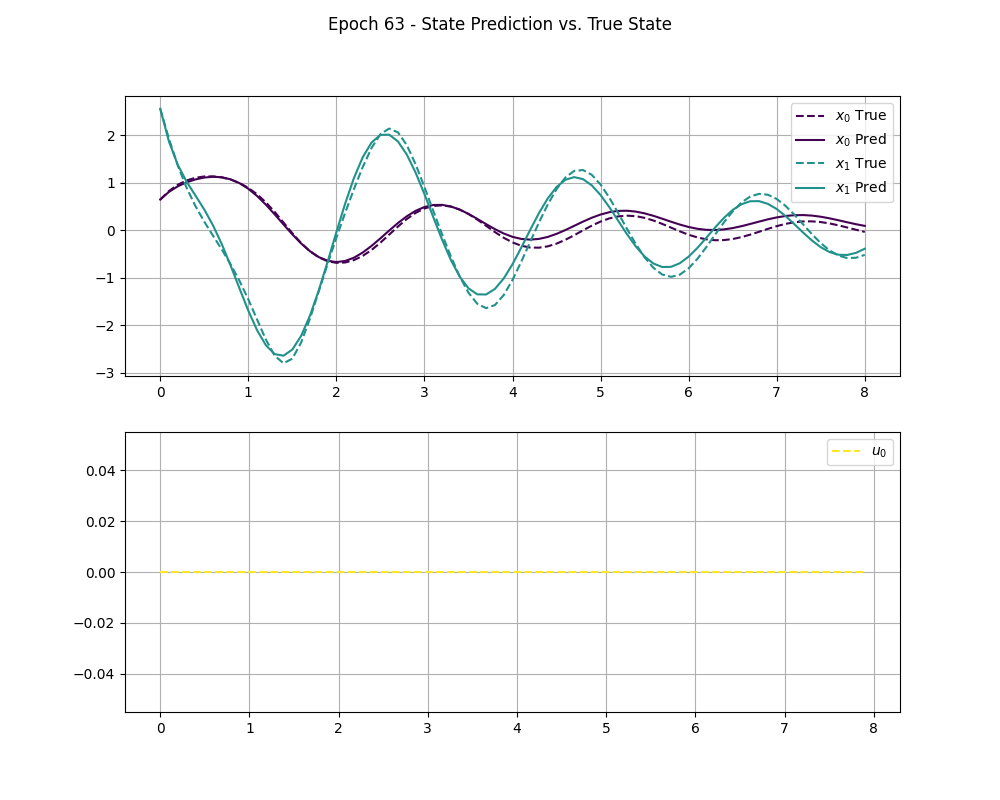 Epoch 63 - State Prediction vs. True State
2
1
0
−1
−2
−3
x₀ True
x₀ Pred
x₁ True
x₁ Pred
0 1 2 3 4 5 6 7 8
0.04
0.02
0.00
−0.02
−0.04
u₀
0 1 2 3 4 5 6 7 8